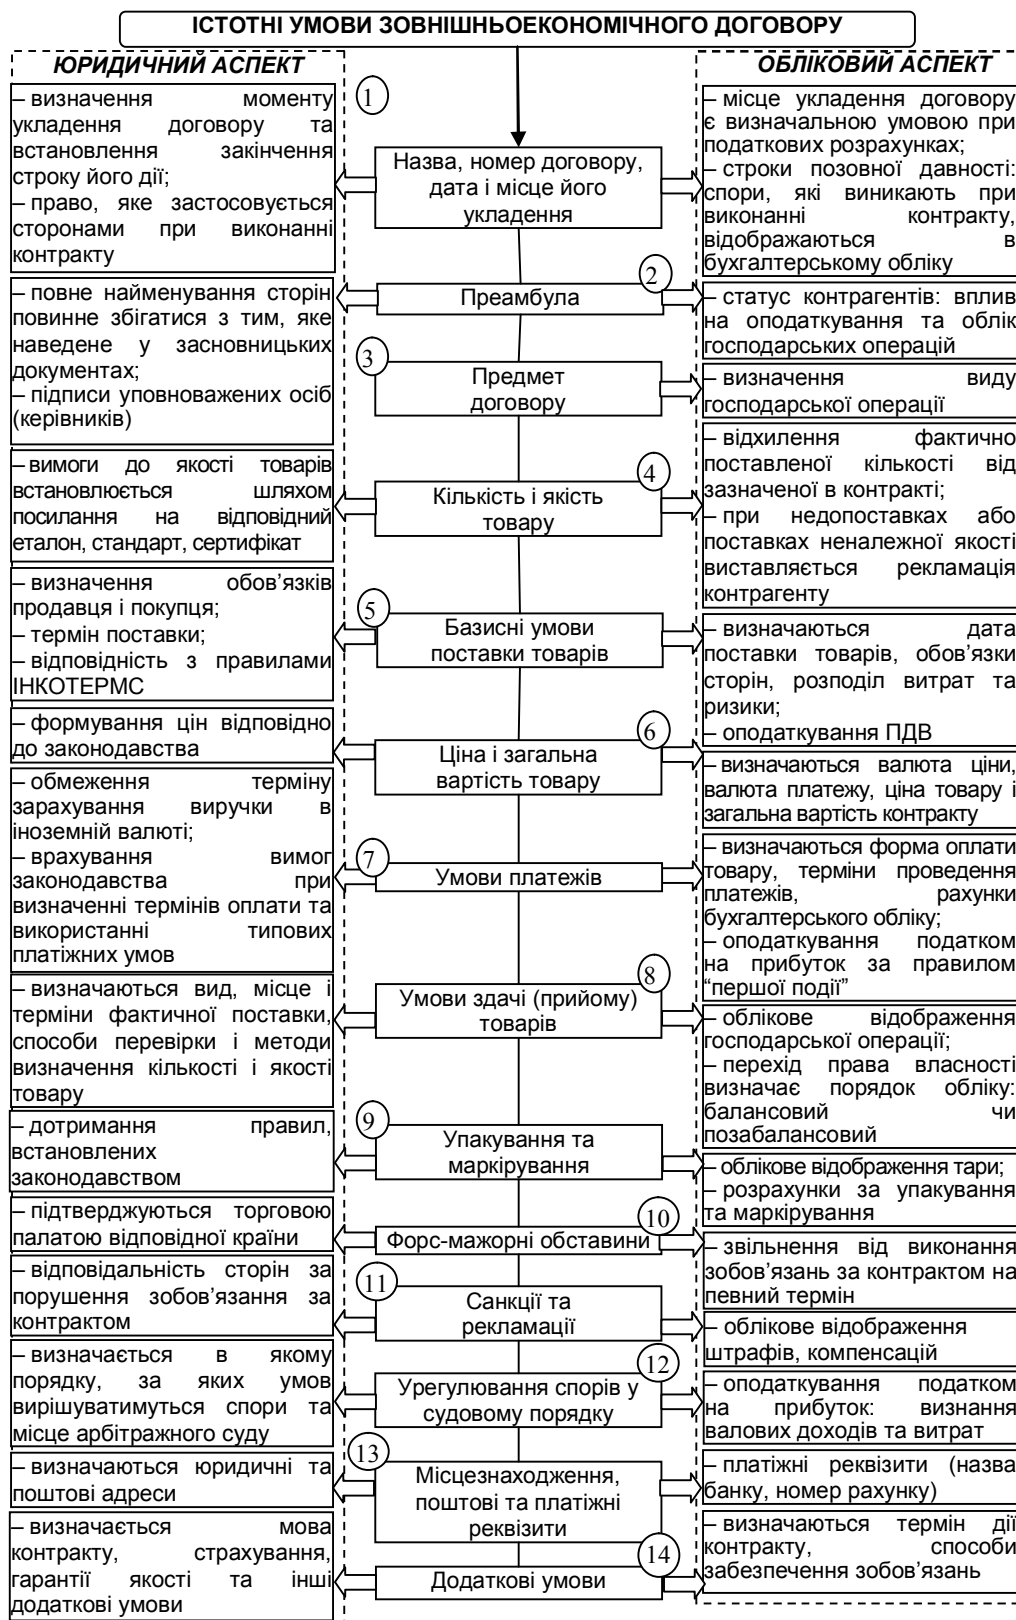 ІСТОТНІ УМОВИ ЗОВНІШНЬОЕКОНОМІЧНОГО ДОГОВОРУ
ЮРИДИЧНИЙ АСПЕКТ
ОБЛІКОВИЙ АСПЕКТ
1
– визначення моменту
укладення договору та
встановлення закінчення
строку його дії;
– право, яке застосовується
сторонами при виконанні
контракту
Назва, номер договору,
дата і місце його
укладення
– місце укладення договору
є визначальною умовою при
податкових розрахунках;
– строки позовної давності:
спори, які виникають при
виконанні контракту,
відображаються в
бухгалтерському обліку
– повне найменування сторін
повинне збігатися з тим, яке
наведене у засновницьких
документах;
– підписи уповноважених осіб
(керівників)
2
Преамбула
– статус контрагентів: вплив
на оподаткування та облік
господарських операцій
3
Предмет
договору
– визначення виду
господарської операції
– вимоги до якості товарів
встановлюється шляхом
посилання на відповідний
еталон, стандарт, сертифікат
4
Кількість і якість
товару
– відхилення фактично
поставленої кількості від
зазначеної в контракті;
– при недопоставках або
поставках неналежної якості
виставляється рекламація
контрагенту
– визначення обов’язків
продавця і покупця;
– термін поставки;
– відповідність з правилами
ІНКОТЕРМС
5
Базисні умови
поставки товарів
– визначаються дата
поставки товарів, обов’язки
сторін, розподіл витрат та
ризики;
– оподаткування ПДВ
– формування цін відповідно
до законодавства
6
Ціна і загальна
вартість товару
– визначаються валюта ціни,
валюта платежу, ціна товару і
загальна вартість контракту
– обмеження терміну
зарахування виручки в
іноземній валюті;
– врахування вимог
законодавства при
визначенні термінів оплати та
використанні типових
платіжних умов
7
Умови платежів
– визначаються форма оплати
товару, терміни проведення
платежів, рахунки
бухгалтерського обліку;
– оподаткування податком
на прибуток за правилом
“першої події”
– визначаються вид, місце і
терміни фактичної поставки,
способи перевірки і методи
визначення кількості і якості
товару
8
Умови здачі (прийому)
товарів
– облікове відображення
господарської операції;
– перехід права власності
визначає порядок обліку:
балансовий чи
позабалансовий
– дотримання правил,
встановлених
законодавством
9
Упакування та
маркірування
– облікове відображення тари;
– розрахунки за упакування
та маркірування
– підтверджуються торговою
палатою відповідної країни
10
Форс-мажорні обставини
– звільнення від виконання
зобов’язань за контрактом на
певний термін
– відповідальність сторін за
порушення зобов’язання за
контрактом
11
Санкції та
рекламації
– облікове відображення
штрафів, компенсацій
– визначається в якому
порядку, за яких умов
вирішуватимуться спори та
місце арбітражного суду
12
Урегулювання спорів у
судовому порядку
– оподаткування податком
на прибуток: визнання
валових доходів та витрат
– визначаються юридичні та
поштові адреси
13
Місцезнаходження,
поштові та платіжні
реквізити
– платіжні реквізити (назва
банку, номер рахунку)
– визначається мова
контракту, страхування,
гарантії якості та інші
додаткові умови
14
Додаткові умови
– визначаються термін дії
контракту, способи
забезпечення зобов’язань